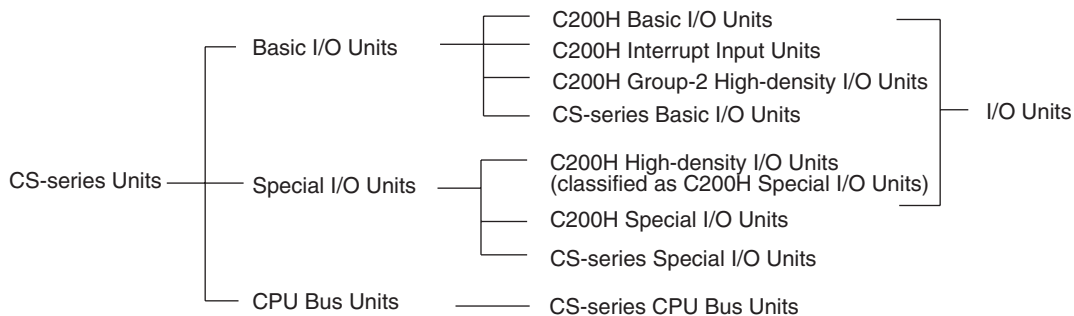 CS-series Units
Basic I/O Units
C200H Basic I/O Units
C200H Interrupt Input Units
C200H Group-2 High-density I/O Units
CS-series Basic I/O Units
Special I/O Units
C200H High-density I/O Units
(classified as C200H Special I/O Units)
C200H Special I/O Units
CS-series Special I/O Units
CPU Bus Units
CS-series CPU Bus Units
I/O Units